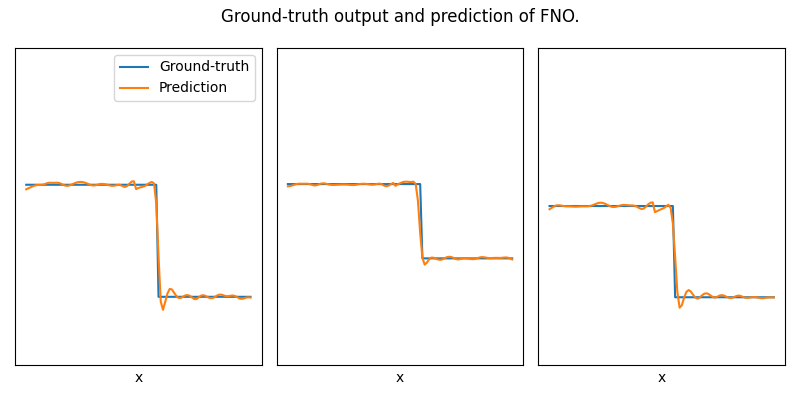 Ground-truth output and prediction of FNO.
Ground-truth
Prediction
x
x
x